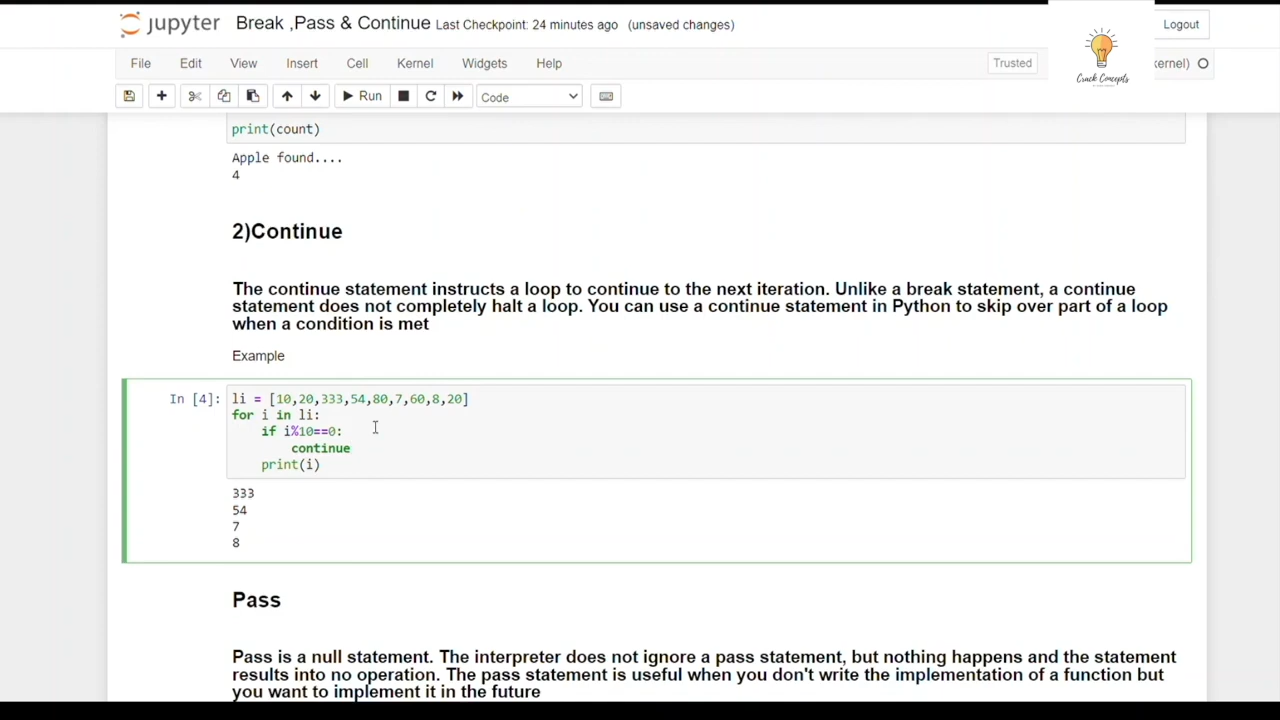 jupyter Break ,Pass & Continue Last Checkpoint: 24 minutes ago (unsaved changes) Logout
File Edit View Insert Cell Kernel Widgets Help Trusted kernel)
Crack Concepts
Run Code
print(count)
Apple found....
4
2)Continue
The continue statement instructs a loop to continue to the next iteration. Unlike a break statement, a continue
statement does not completely halt a loop. You can use a continue statement in Python to skip over part of a loop
when a condition is met
Example
In [4]: li = [10,20,333,54,80,7,60,8,20]
for i in li:
if i%10==0:
continue
print(i)
333
54
7
8
Pass
Pass is a null statement. The interpreter does not ignore a pass statement, but nothing happens and the statement
results into no operation. The pass statement is useful when you don't write the implementation of a function but
you want to implement it in the future